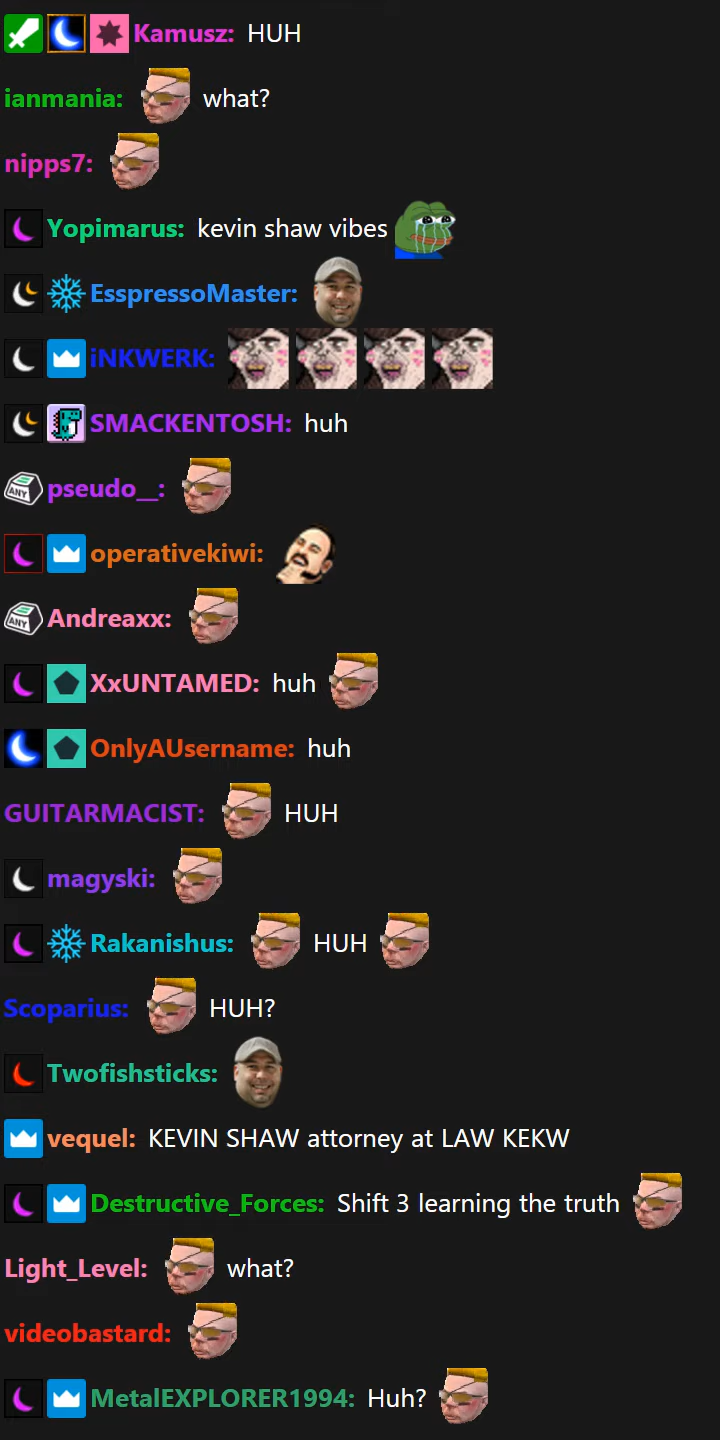 Kamusz: HUH
ianmania: what?
nipps7:
Yopimarus: kevin shaw vibes
EsspressoMaster:
iNKWERK:
SMACKENTOSH: huh
ANY pseudo__:
operativekiwi:
ANY Andreaxx:
XxUNTAMED: huh
OnlyAUsername: huh
GUITARMACIST: HUH
magyski:
Rakanishus: HUH
Scoparius: HUH?
Twofishsticks:
vequel: KEVIN SHAW attorney at LAW KEKW
Destructive_Forces: Shift 3 learning the truth
Light_Level: what?
videobastard:
MetalEXPLORER1994: Huh?